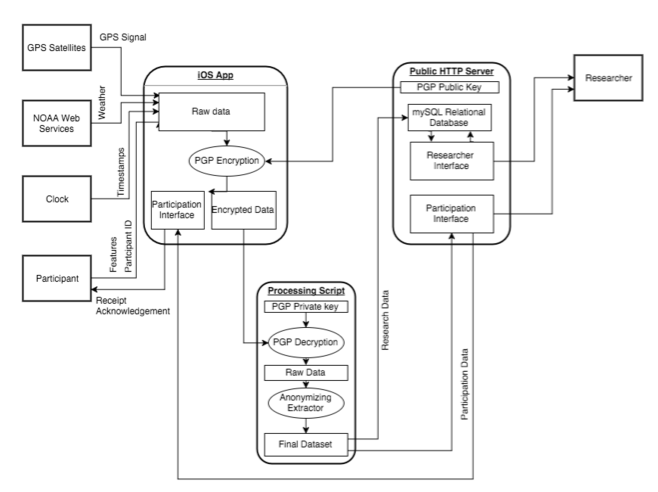 GPS Satellites
GPS Signal
NOAA Web
Services
Weather
Clock
Timestamps
Participant
Features
Partcipant ID
Receipt
Acknowledgement
iOS App
Raw data
PGP Encryption
Participation
Interface
Encrypted Data
Public HTTP Server
PGP Public Key
mySQL Relational
Database
Researcher
Interface
Participation
Interface
Researcher
Processing Script
PGP Private key
PGP Decryption
Raw Data
Anonymizing
Extractor
Final Dataset
Research Data
Participation Data